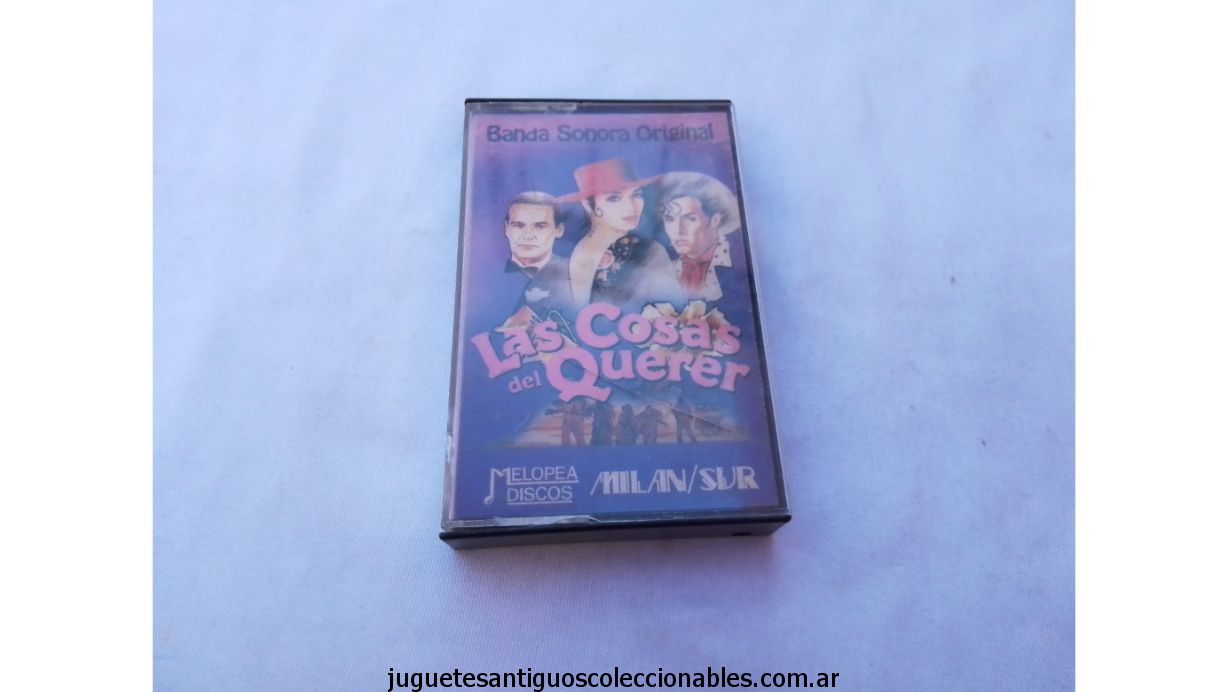 Banda Sonora Original
Las Cosas
del Querer
MELOPEA
DISCOS
MILAN/SUR
juguetesantiguoscoleccionables.com.ar